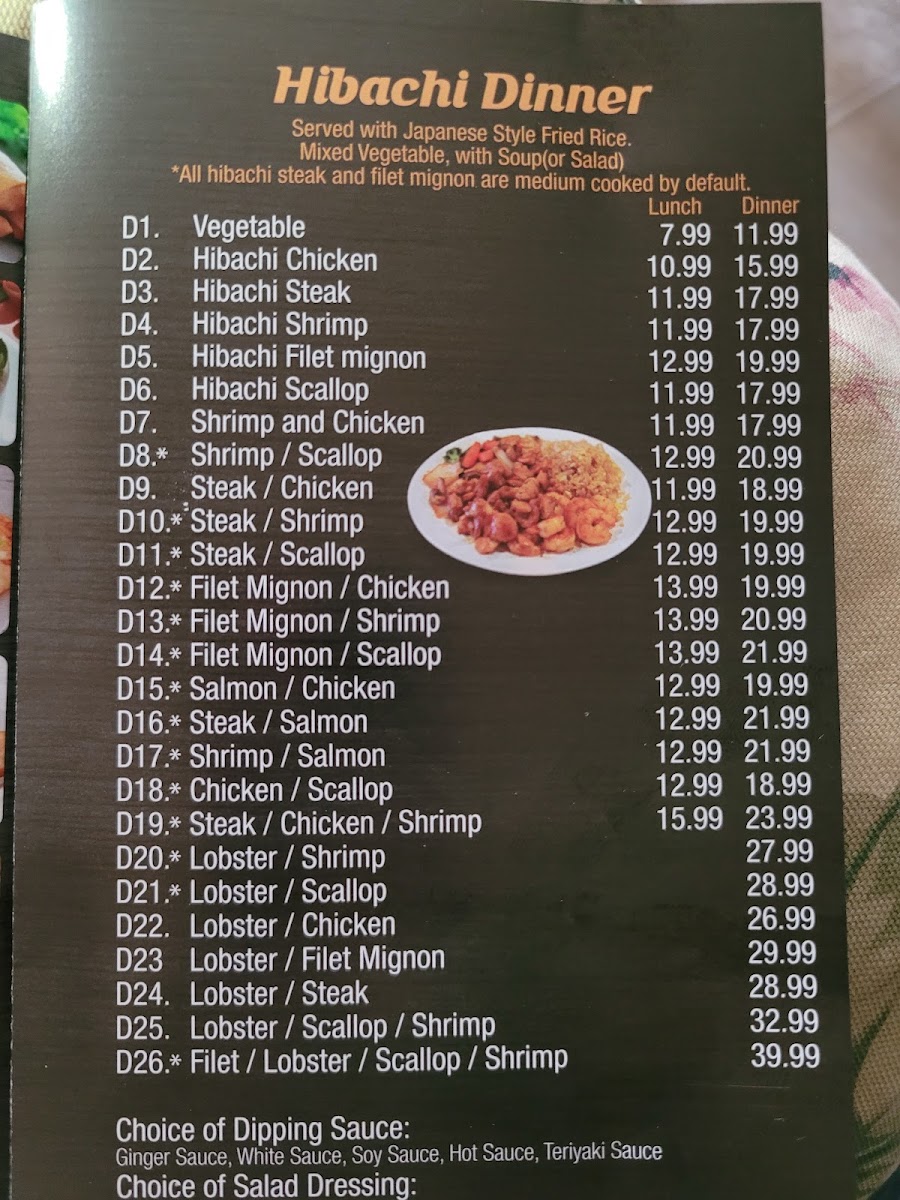 Hibachi Dinner
Served with Japanese Style Fried Rice.
Mixed Vegetable, with Soup(or Salad)
*All hibachi steak and filet mignon are medium cooked by default.
Lunch Dinner
D1. Vegetable 7.99 11.99
D2. Hibachi Chicken 10.99 15.99
D3. Hibachi Steak 11.99 17.99
D4. Hibachi Shrimp 11.99 17.99
D5. Hibachi Filet mignon 12.99 19.99
D6. Hibachi Scallop 11.99 17.99
D7. Shrimp and Chicken 11.99 17.99
D8.* Shrimp / Scallop 12.99 20.99
D9. Steak / Chicken 11.99 18.99
D10.* Steak / Shrimp 12.99 19.99
D11.* Steak / Scallop 12.99 19.99
D12.* Filet Mignon / Chicken 13.99 19.99
D13.* Filet Mignon / Shrimp 13.99 20.99
D14.* Filet Mignon / Scallop 13.99 21.99
D15.* Salmon / Chicken 12.99 19.99
D16.* Steak / Salmon 12.99 21.99
D17.* Shrimp / Salmon 12.99 21.99
D18.* Chicken / Scallop 12.99 18.99
D19.* Steak / Chicken / Shrimp 15.99 23.99
D20.* Lobster / Shrimp 27.99
D21.* Lobster / Scallop 28.99
D22. Lobster / Chicken 26.99
D23 Lobster / Filet Mignon 29.99
D24. Lobster / Steak 28.99
D25. Lobster / Scallop / Shrimp 32.99
D26.* Filet / Lobster / Scallop / Shrimp 39.99
Choice of Dipping Sauce:
Ginger Sauce, White Sauce, Soy Sauce, Hot Sauce, Teriyaki Sauce
Choice of Salad Dressing: